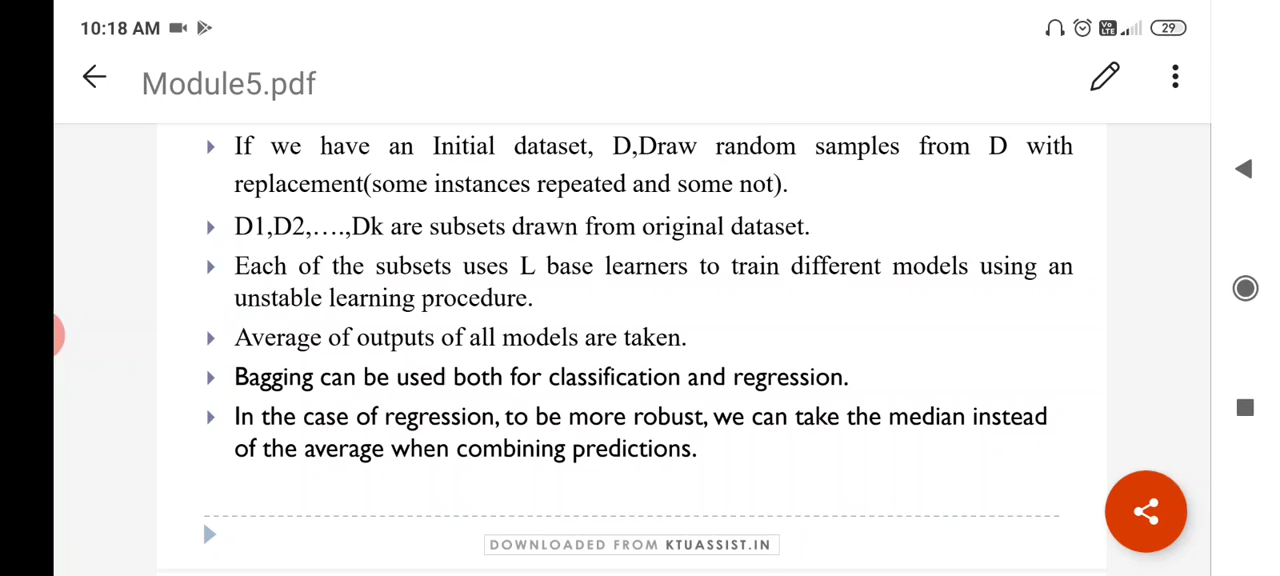 10:18 AM
Vo LTE
29
Module5.pdf
If we have an Initial dataset, D,Draw random samples from D with
replacement(some instances repeated and some not).
D1,D2,….,Dk are subsets drawn from original dataset.
Each of the subsets uses L base learners to train different models using an
unstable learning procedure.
Average of outputs of all models are taken.
Bagging can be used both for classification and regression.
In the case of regression, to be more robust, we can take the median instead
of the average when combining predictions.
DOWNLOADED FROM KTUASSIST.IN